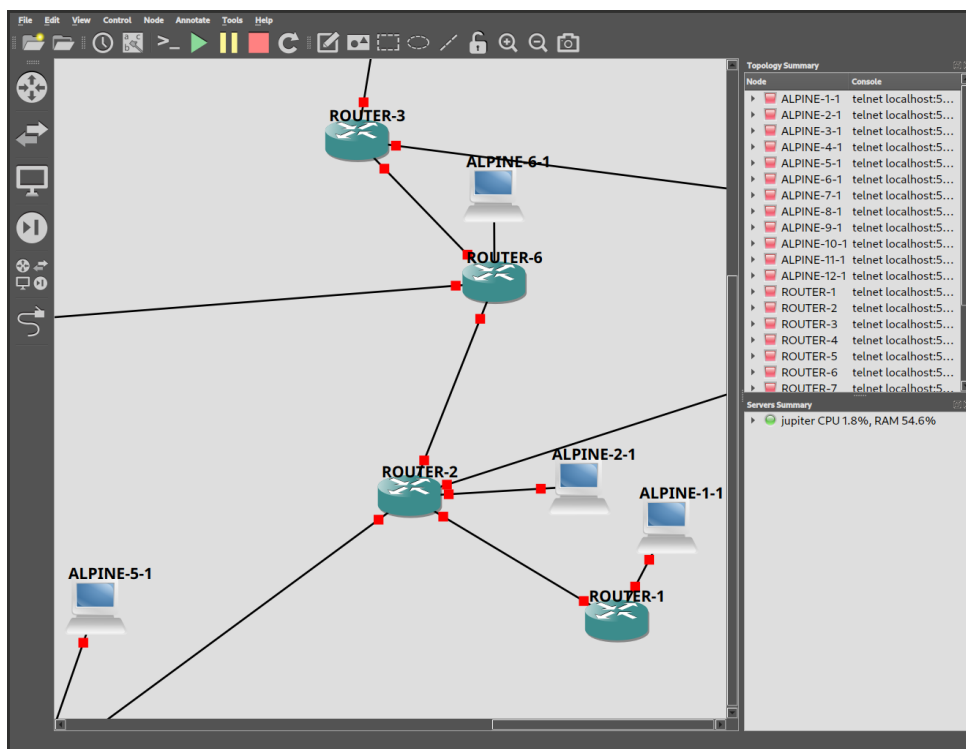 File Edit View Control Node Annotate Tools Help
Topology Summary
Node Console
ALPINE-1-1 telnet localhost:5...
ALPINE-2-1 telnet localhost:5...
ALPINE-3-1 telnet localhost:5...
ALPINE-4-1 telnet localhost:5...
ALPINE-5-1 telnet localhost:5...
ALPINE-6-1 telnet localhost:5...
ALPINE-7-1 telnet localhost:5...
ALPINE-8-1 telnet localhost:5...
ALPINE-9-1 telnet localhost:5...
ALPINE-10-1 telnet localhost:5...
ALPINE-11-1 telnet localhost:5...
ALPINE-12-1 telnet localhost:5...
ROUTER-1 telnet localhost:5...
ROUTER-2 telnet localhost:5...
ROUTER-3 telnet localhost:5...
ROUTER-4 telnet localhost:5...
ROUTER-5 telnet localhost:5...
ROUTER-6 telnet localhost:5...
ROUTER-7 telnet localhost:5...
Servers Summary
jupiter CPU 1.8%, RAM 54.6%
ROUTER-3
ALPINE-6-1
ROUTER-6
ALPINE-2-1
ROUTER-2
ALPINE-1-1
ALPINE-5-1
ROUTER-1